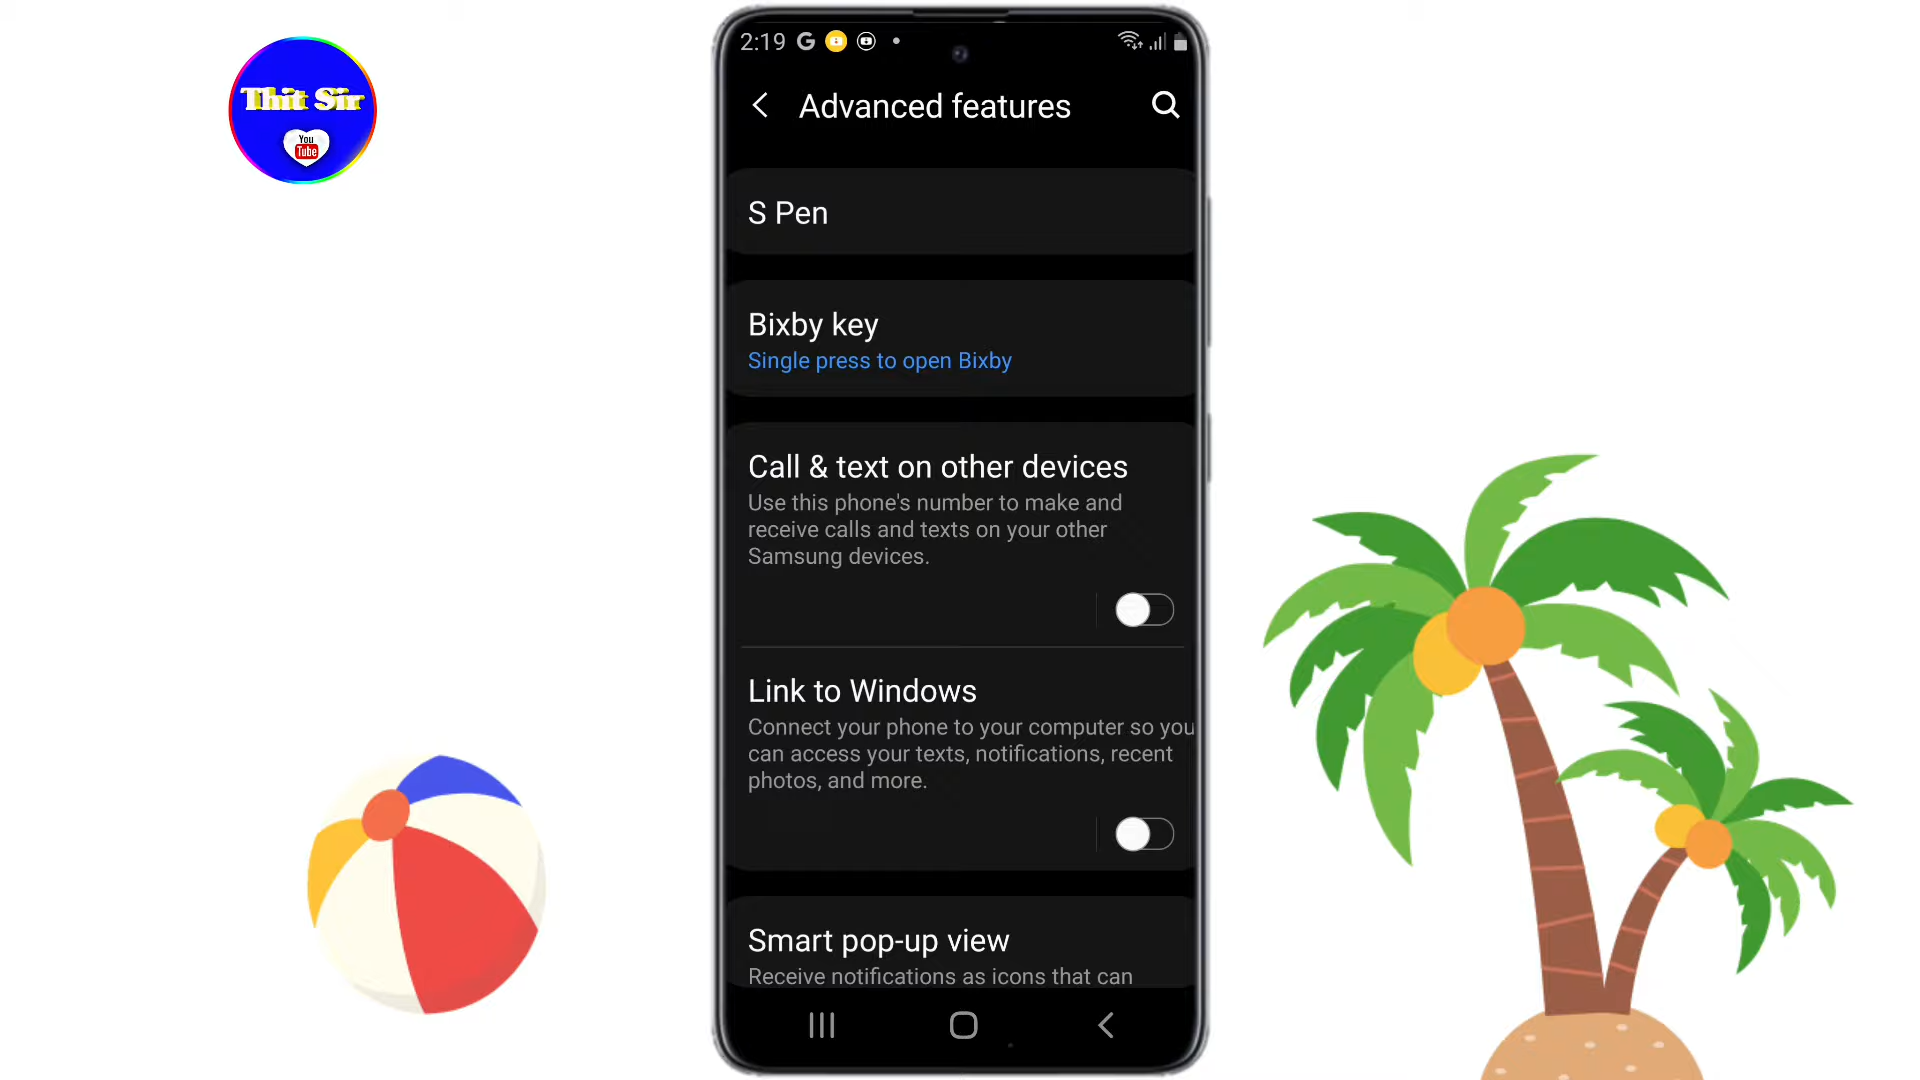 Thit Sir
You
Tube
2:19
Advanced features
S Pen
Bixby key
Single press to open Bixby
Call & text on other devices
Use this phone's number to make and
receive calls and texts on your other
Samsung devices.
Link to Windows
Connect your phone to your computer so you
can access your texts, notifications, recent
photos, and more.
Smart pop-up view
Receive notifications as icons that can